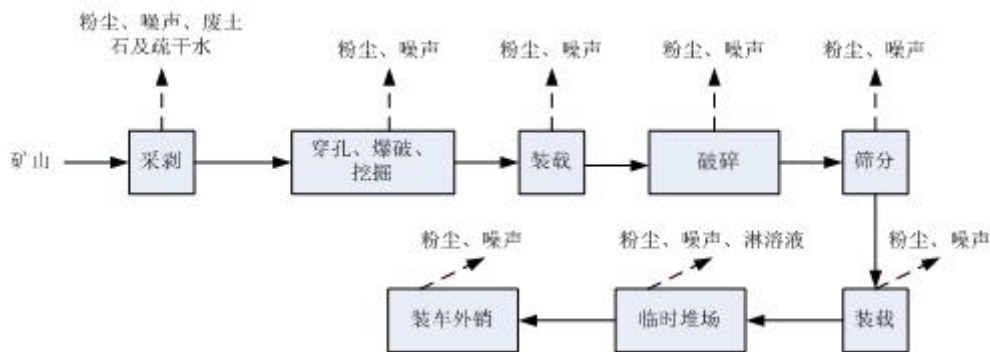 粉尘、噪声、废土
石及疏干水
粉尘、噪声
粉尘、噪声
粉尘、噪声
粉尘、噪声
矿山
采剥
穿孔、爆破、
挖掘
装载
破碎
筛分
粉尘、噪声
粉尘、噪声、淋溶液
粉尘、噪声
装车外销
临时堆场
装载